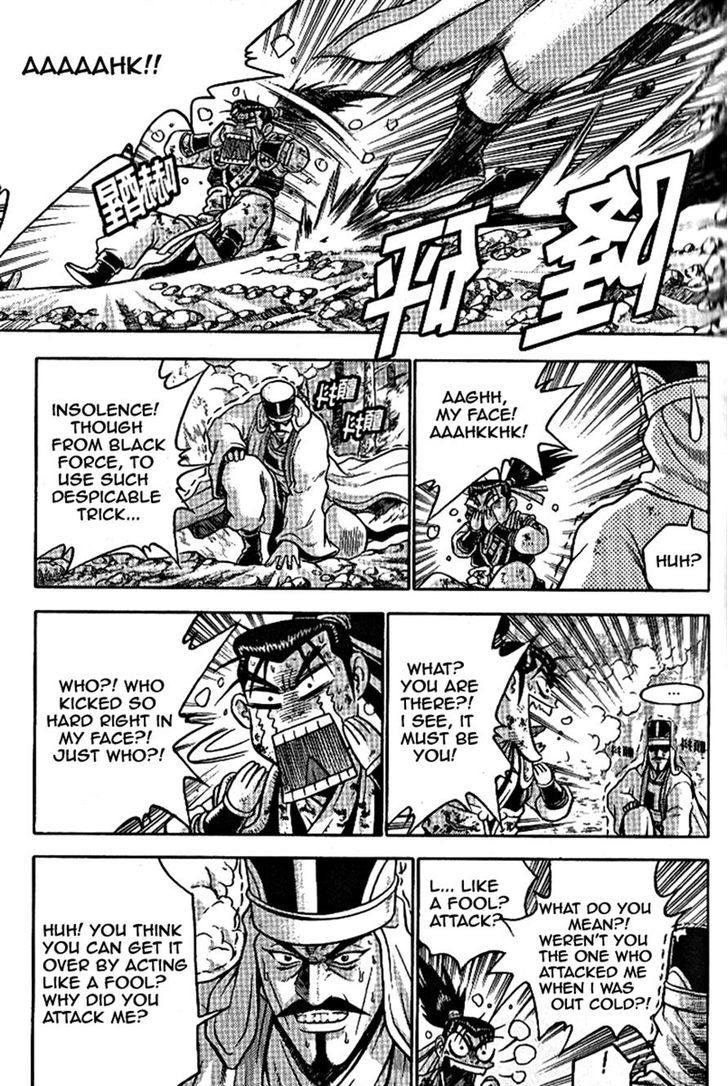 AAAAAHK!!
INSOLENCE!
THOUGH
FROM BLACK
FORCE, TO
USE SUCH
DESPICABLE
TRICK...
AAGHH,
MY FACE!
AAAHKKHK!
HUH?
WHO?! WHO
KICKED SO
HARD RIGHT IN
MY FACE?!
JUST WHO?!
WHAT?
YOU ARE
THERE?!
I SEE, IT
MUST BE
YOU!
...
HUH! YOU THINK
YOU CAN GET IT
OVER BY ACTING
LIKE A FOOL?
WHY DID YOU
ATTACK ME?
L... LIKE
A FOOL?
ATTACK?
WHAT DO YOU
MEAN?!
WEREN'T YOU
THE ONE WHO
ATTACKED ME
WHEN I WAS
OUT COLD?!
!